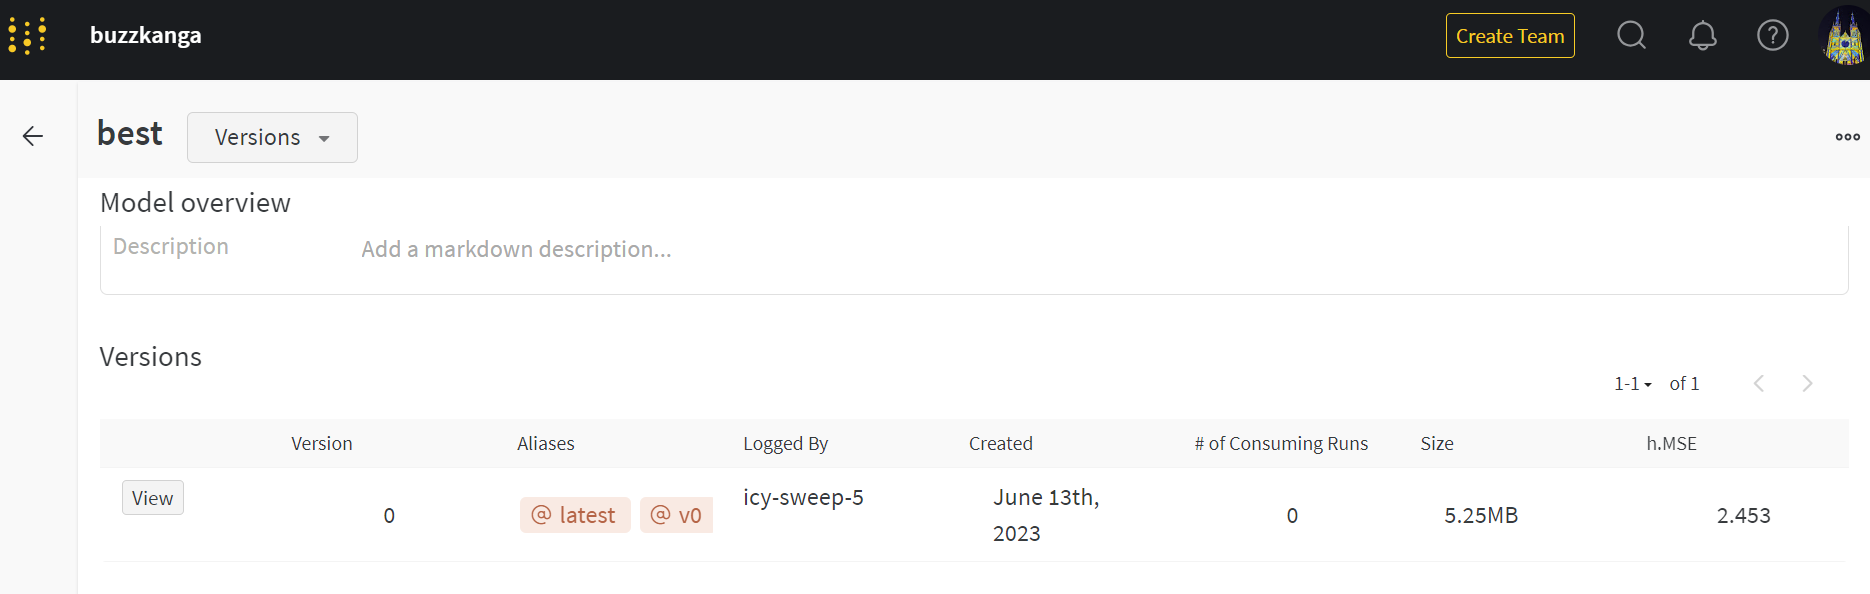 buzzkanga
Create Team
best
Versions
Model overview
Description Add a markdown description...
Versions
1-1 of 1
Version Aliases Logged By Created # of Consuming Runs Size h.MSE
View 0 @ latest @ v0 icy-sweep-5 June 13th, 2023 0 5.25MB 2.453